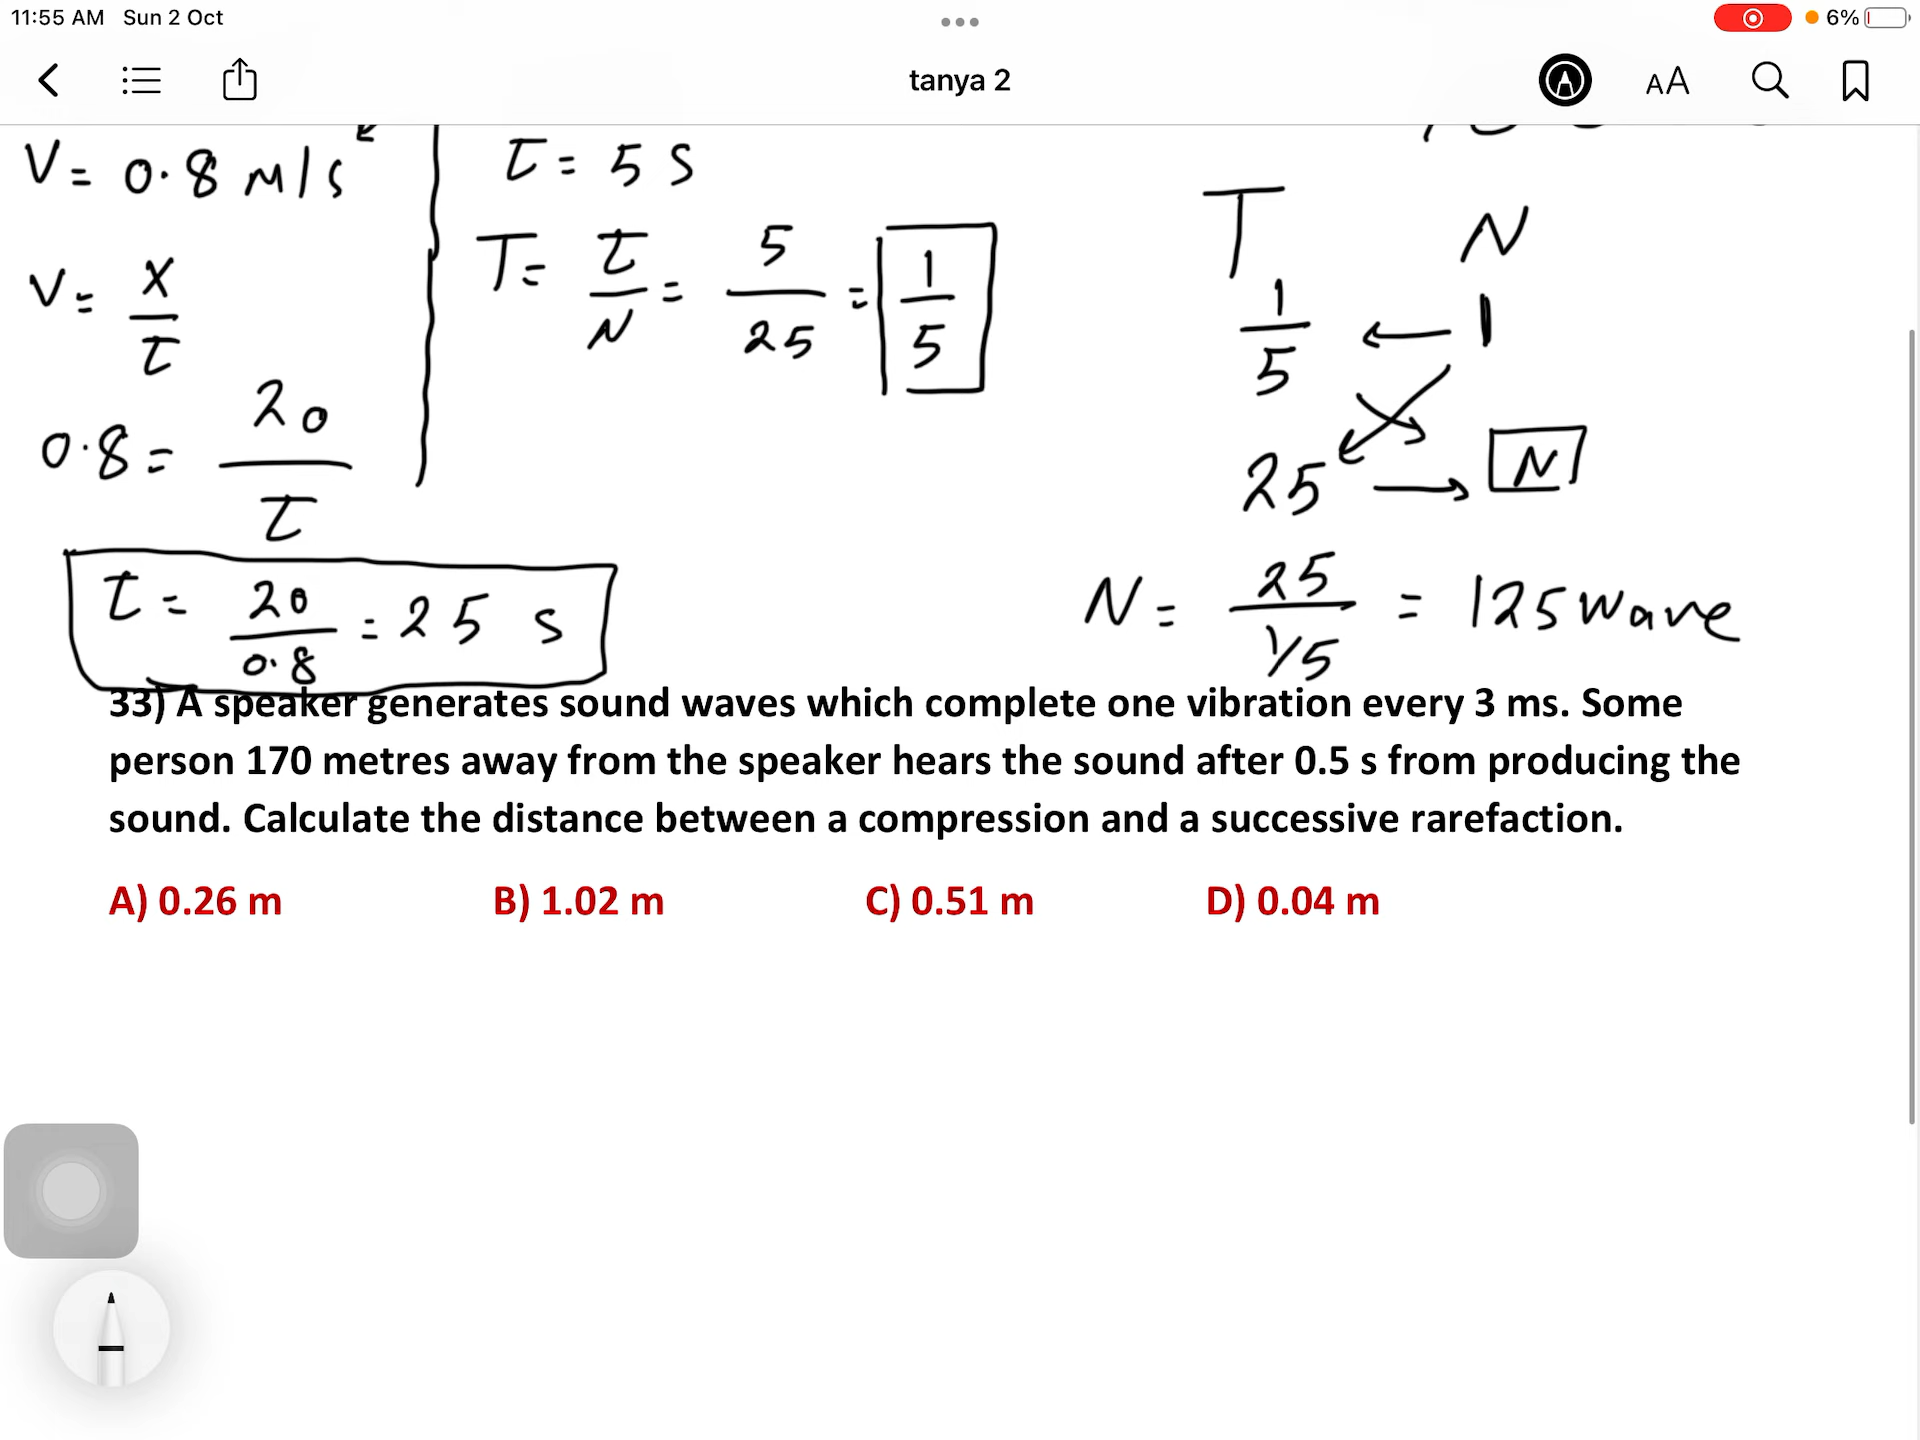 11:55 AM Sun 2 Oct
6%
tanya 2
AA
V = 0.8 m/s
V = x/t
0.8 = 20/t
t = 20/0.8 = 25 s
t = 5 s
T = t/N = 5/25 = 1/5
T N
1/5 ← 1
25 → N
N = 25/1/5 = 125 wave
33) A speaker generates sound waves which complete one vibration every 3 ms. Some
person 170 metres away from the speaker hears the sound after 0.5 s from producing the
sound. Calculate the distance between a compression and a successive rarefaction.
A) 0.26 m B) 1.02 m C) 0.51 m D) 0.04 m